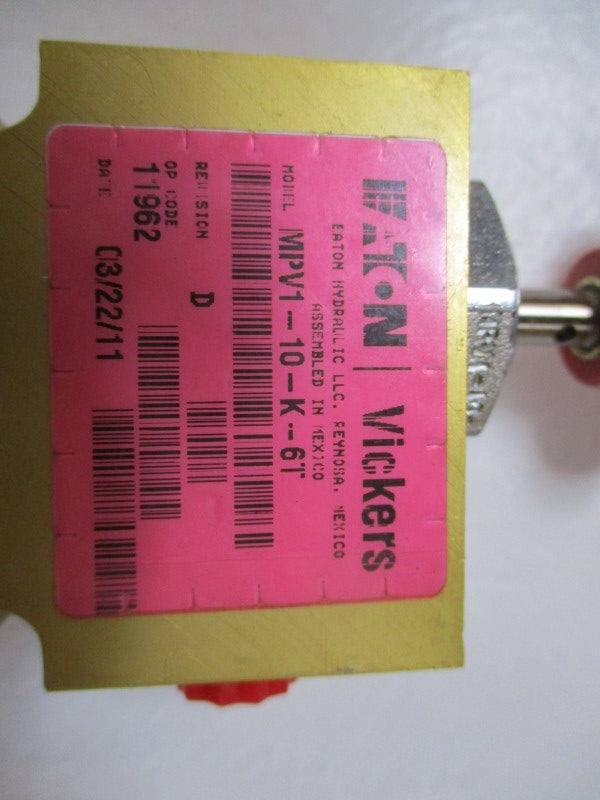 EATON | Vickers
EATON HYDRAULIC LLC, REYNOSA, MEXICO
ASSEMBLED IN MEXICO
MODEL MPV1-10-K-6T
REVISION D
OP CODE 11962
DATE 03/22/11